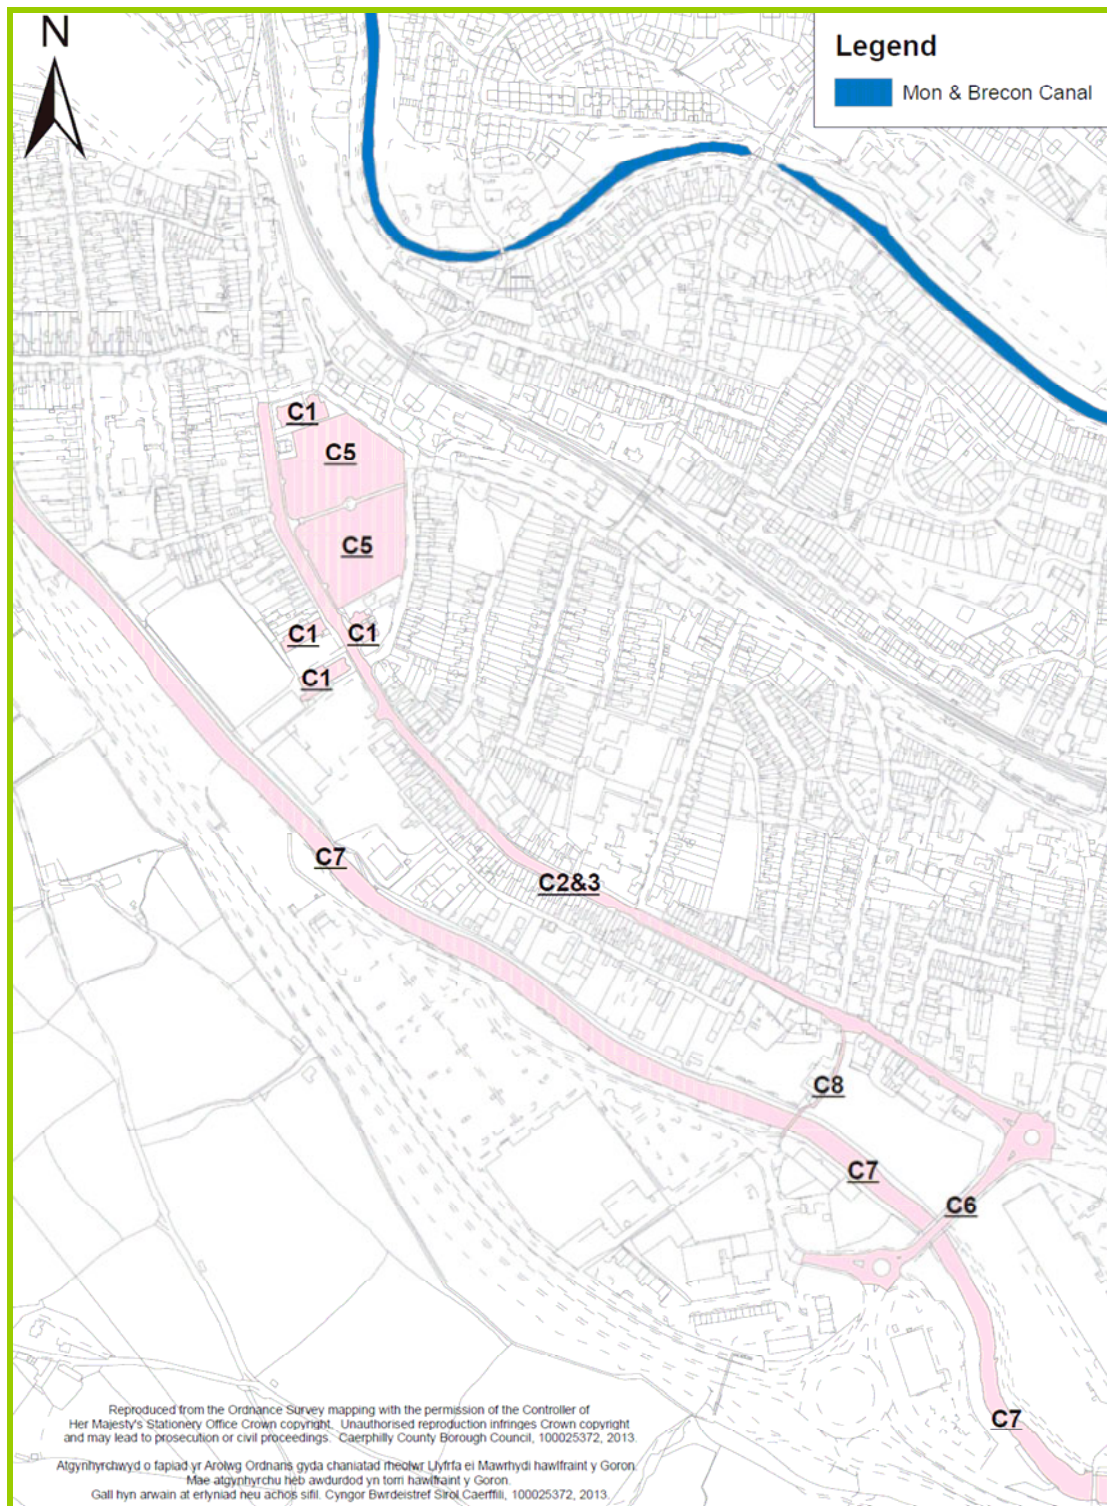 N
Legend
Mon & Brecon Canal
C1
C5
C5
C1
C1
C1
C7
C2&3
C8
C7
C6
C7
Reproduced from the Ordnance Survey mapping with the permission of the Controller of
Her Majesty's Stationery Office Crown copyright. Unauthorised reproduction infringes Crown copyright
and may lead to prosecution or civil proceedings. Caerphilly County Borough Council, 100025372, 2013.
Atgynhyrchwyd o fapiad yr Arolwg Ordnans gyda chaniatad rheolwr Llyfrfa ei Mawrhydi hawlfraint y Goron.
Mae atgynhyrchu heb awdurdod yn torri hawlfraint y Goron.
Gall hyn arwain at erlyniad neu achos sifil. Cyngor Bwrdeistref Sirol Caerffili, 100025372, 2013.